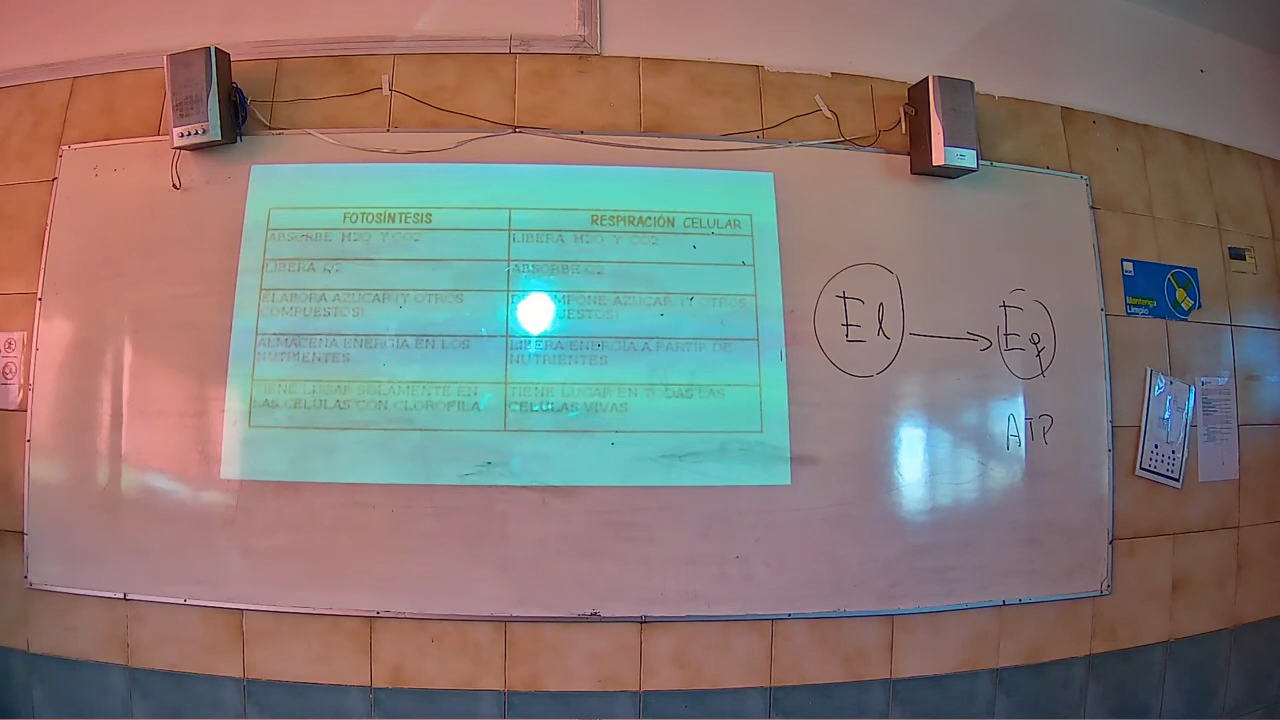 FOTOSÍNTESIS
RESPIRACIÓN CELULAR
ABSORBE H2O Y CO2
LIBERA H2O Y CO2
LIBERA O2
ABSORBE O2
ELABORA AZUCAR (Y OTROS
COMPUESTOS)
AZUCAR (Y OTROS
ALMACENA ENERGÍA EN LOS
NUTRIENTES
LIBERA ENERGÍA A PARTIR DE
NUTRIENTES
TIENE LUGAR SOLAMENTE EN
LAS CELULAS CON CLOROFILA
TIENE LUGAR EN TODAS LAS
CELULAS VIVAS
El
Eq
ATP
Mantenga
Limpio